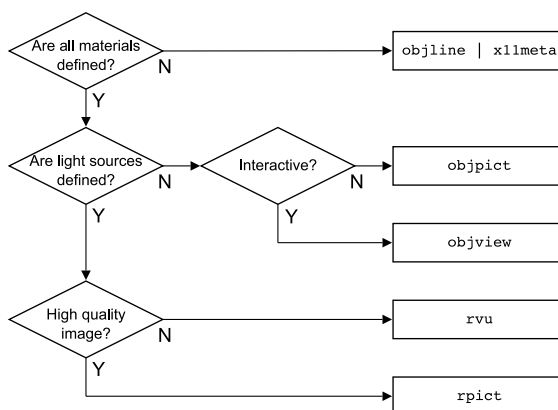 Are all materials
defined?
N
objline | x11meta
Y
Are light sources
defined?
N
Interactive?
N
objpict
Y
Y
objview
High quality
image?
N
rvu
Y
rpict